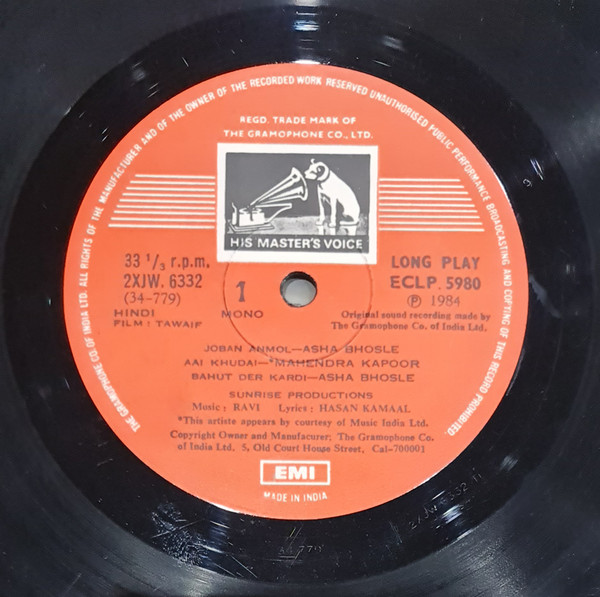 THE GRAMOPHONE CO. OF INDIA LTD. ALL RIGHTS OF THE MANUFACTURER AND OF THE OWNER OF THE RECORDED WORK RESERVED UNAUTHORISED PUBLIC PERFORMANCE BROADCASTING AND COPYING OF THIS RECORD PROHIBITED.
REGD. TRADE MARK OF
THE GRAMOPHONE CO., LTD.
HIS MASTER'S VOICE
33 1/3 r.p.m.
2XJW. 6332
(34-779)
1
MONO
LONG PLAY
ECLP. 5980
℗ 1984
HINDI
FILM : TAWAIF
Original sound recording made by
The Gramophone Co. of India Ltd.
JOBAN ANMOL—ASHA BHOSLE
AAI KHUDAI—*MAHENDRA KAPOOR
BAHUT DER KARDI—ASHA BHOSLE
SUNRISE PRODUCTIONS
Music : RAVI Lyrics : HASAN KAMAAL
*This artiste appears by courtesy of Music India Ltd.
Copyright Owner and Manufacurer; The Gramophone Co.
of India Ltd. 5, Old Court House Street, Cal-700001
EMI
MADE IN INDIA